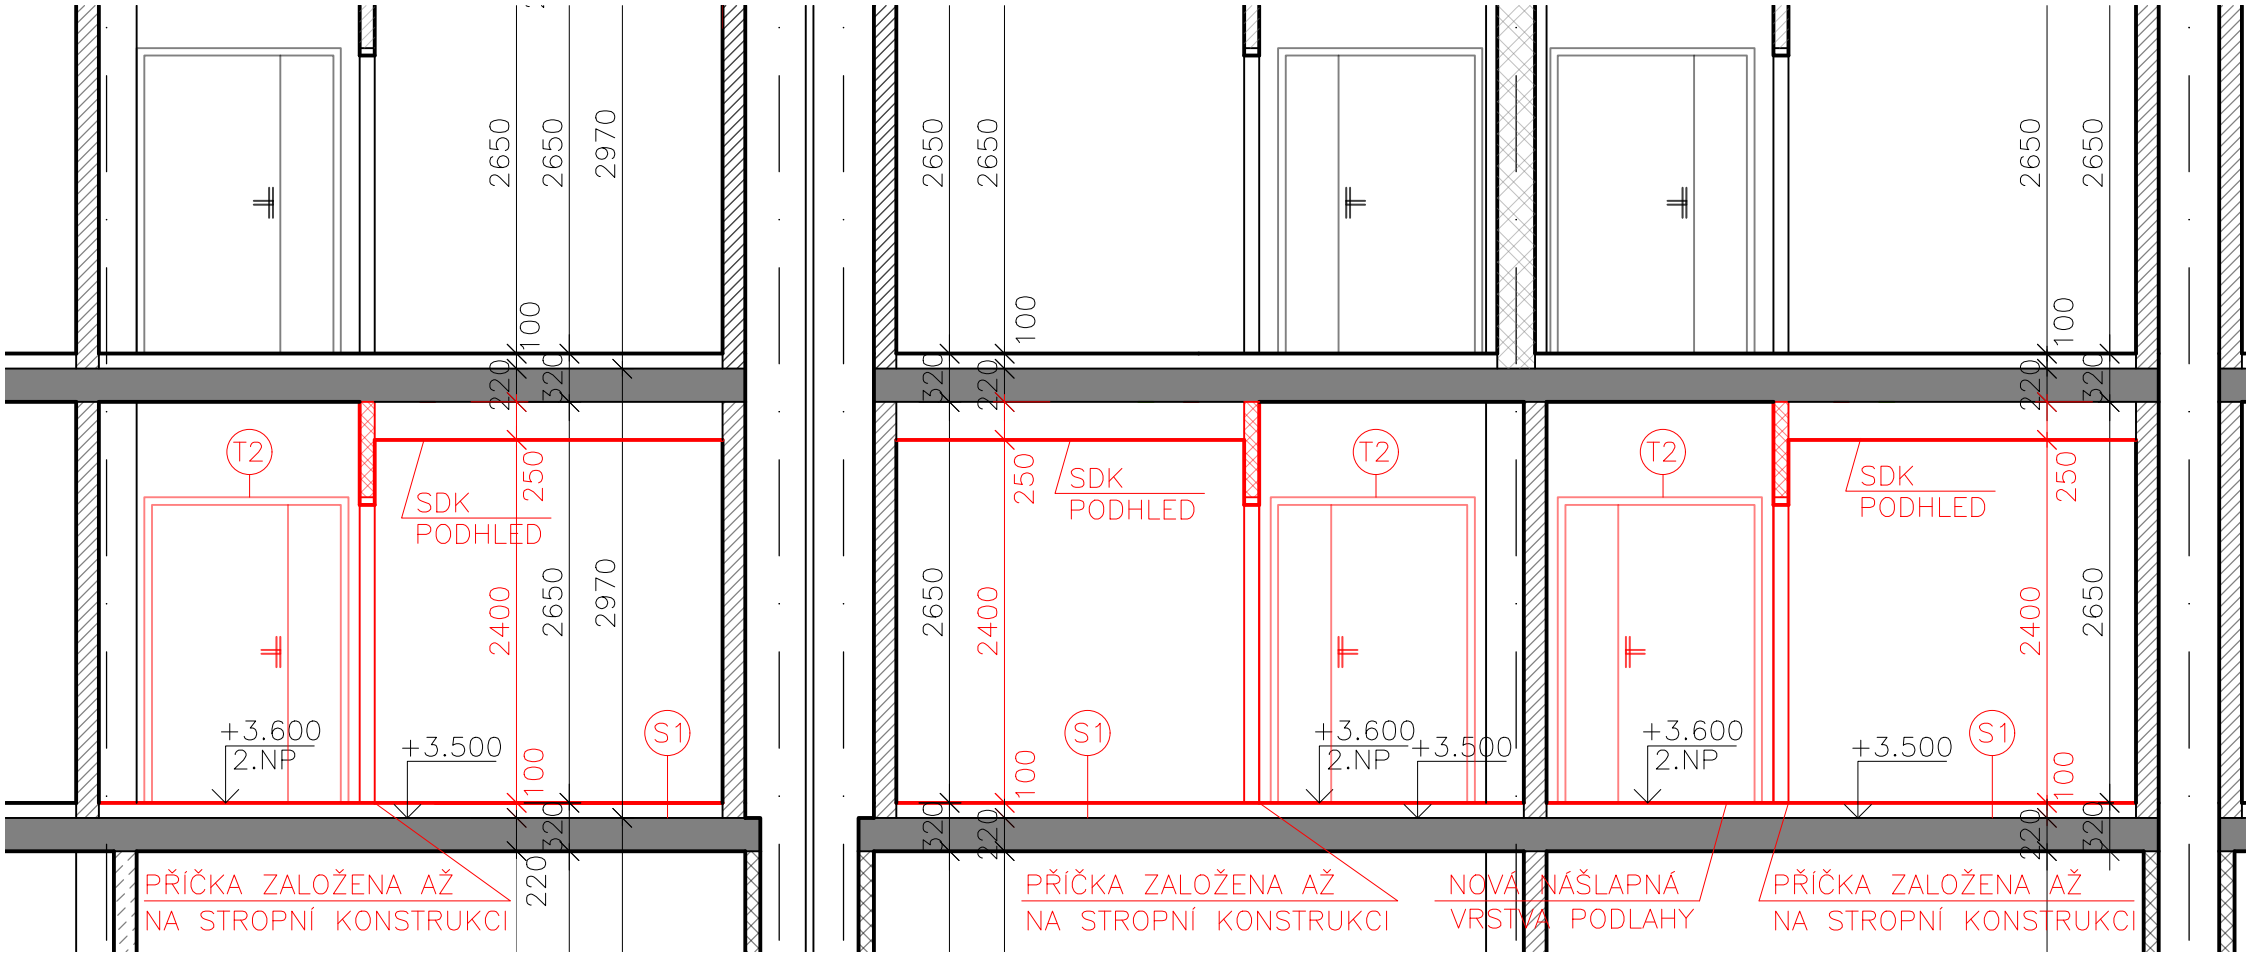 2650
2650
2970
2650
2650
2650
2650
100
100
100
220
320
320
220
220
320
T2
T2
T2
250
250
250
SDK
PODHLED
SDK
PODHLED
SDK
PODHLED
2400
2650
2970
2650
2400
2400
2650
+3.600
2.NP
+3.500
S1
S1
+3.600
2.NP
+3.500
+3.600
2.NP
+3.500
S1
100
100
100
320
320
220
220
320
220
PŘÍČKA ZALOŽENA AŽ
NA STROPNÍ KONSTRUKCI
PŘÍČKA ZALOŽENA AŽ
NA STROPNÍ KONSTRUKCI
NOVÁ NÁŠLAPNÁ
VRSTVA PODLAHY
PŘÍČKA ZALOŽENA AŽ
NA STROPNÍ KONSTRUKCI